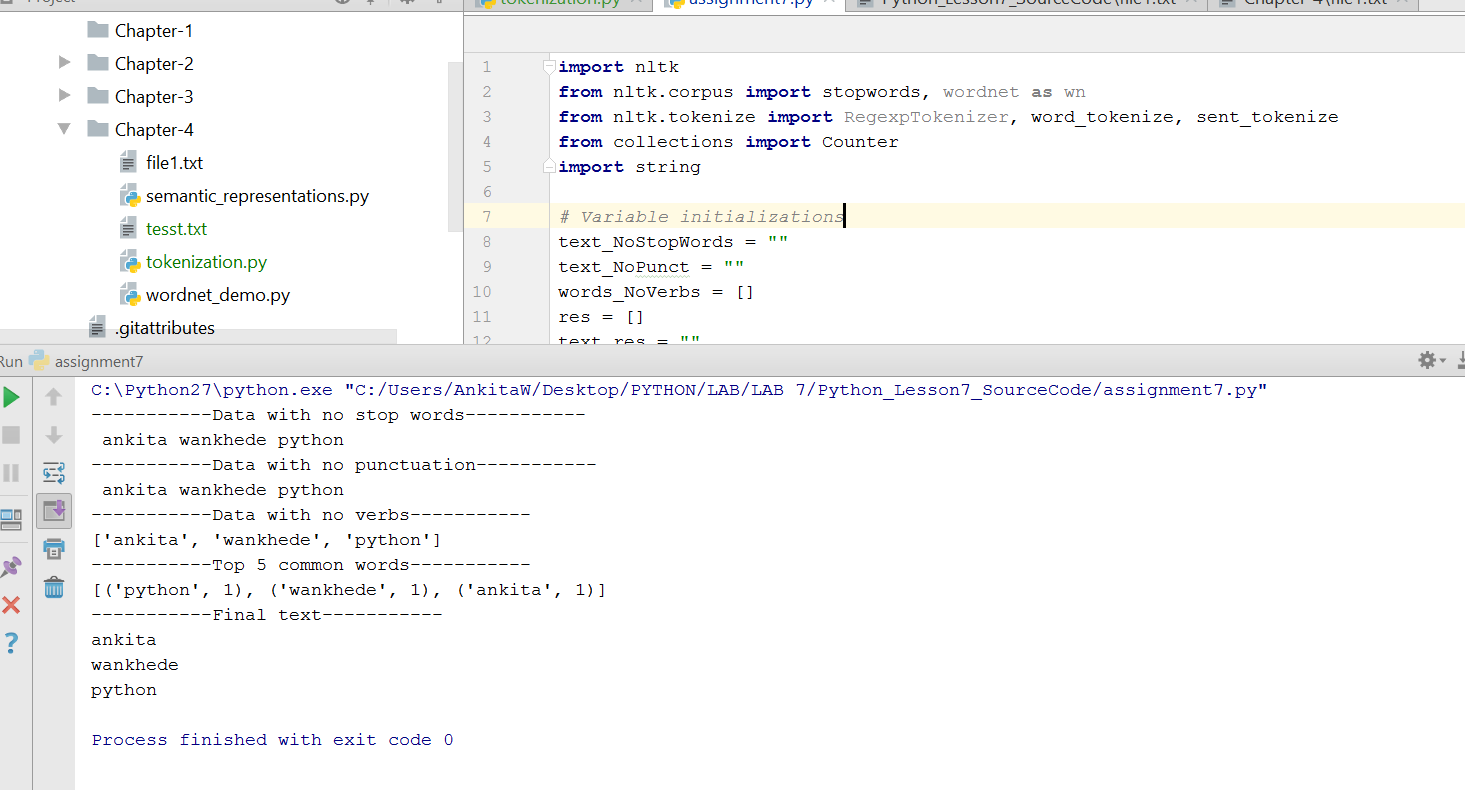 Project
tokenization.py
assignment7.py
Python_Lesson7_SourceCode\file1.txt
Chapter-4\file1.txt
Chapter-1
Chapter-2
Chapter-3
Chapter-4
file1.txt
semantic_representations.py
tesst.txt
tokenization.py
wordnet_demo.py
.gitattributes
1 import nltk
2 from nltk.corpus import stopwords, wordnet as wn
3 from nltk.tokenize import RegexpTokenizer, word_tokenize, sent_tokenize
4 from collections import Counter
5 import string
6
7 # Variable initializations
8 text_NoStopWords = ""
9 text_NoPunct = ""
10 words_NoVerbs = []
11 res = []
12 text_res = ""
Run assignment7
C:\Python27\python.exe "C:/Users/AnkitaW/Desktop/PYTHON/LAB/LAB 7/Python_Lesson7_SourceCode/assignment7.py"
-----------Data with no stop words-----------
ankita wankhede python
-----------Data with no punctuation-----------
ankita wankhede python
-----------Data with no verbs-----------
['ankita', 'wankhede', 'python']
-----------Top 5 common words-----------
[('python', 1), ('wankhede', 1), ('ankita', 1)]
-----------Final text-----------
ankita
wankhede
python
Process finished with exit code 0